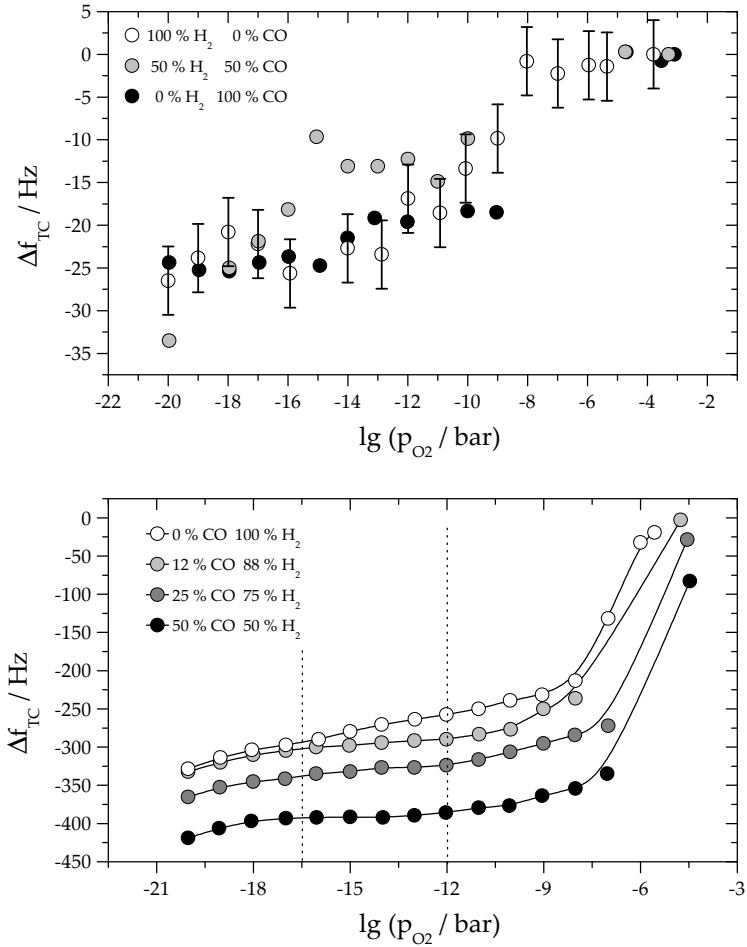 0
-5
-10
-15
-20
-25
-30
-35
Δf_TC / Hz
100 % H₂ 0 % CO
50 % H₂ 50 % CO
0 % H₂ 100 % CO
-22 -20 -18 -16 -14 -12 -10 -8 -6 -4 -2
lg (p_O2 / bar)
0
-50
-100
-150
-200
-250
-300
-350
-400
-450
Δf_TC / Hz
0 % CO 100 % H₂
12 % CO 88 % H₂
25 % CO 75 % H₂
50 % CO 50 % H₂
-21 -18 -15 -12 -9 -6 -3
lg (p_O2 / bar)